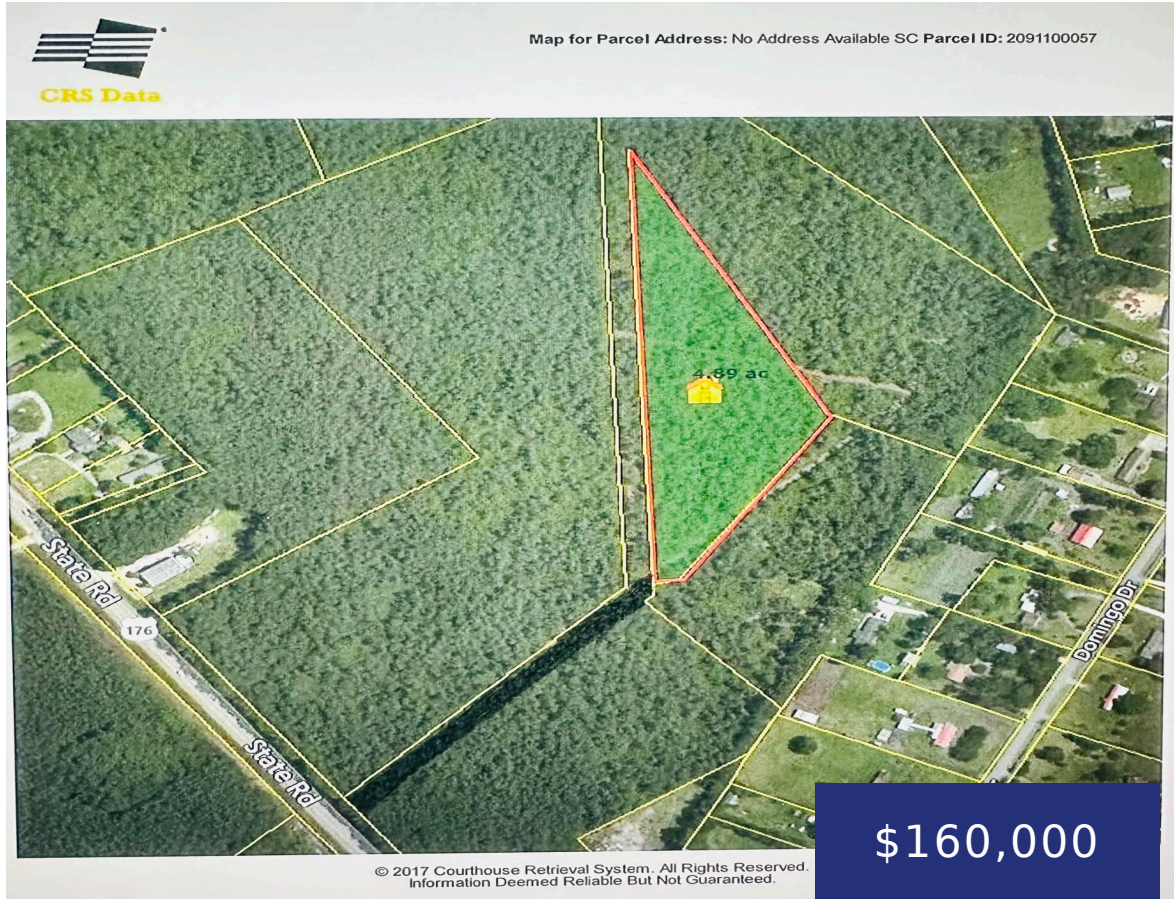 Map for Parcel Address: No Address Available SC Parcel ID: 2091100057
CRS Data
4.89 ac
State Rd
176
State Rd
Domingo Dr
$160,000
© 2017 Courthouse Retrieval System. All Rights Reserved.
Information Deemed Reliable But Not Guaranteed.